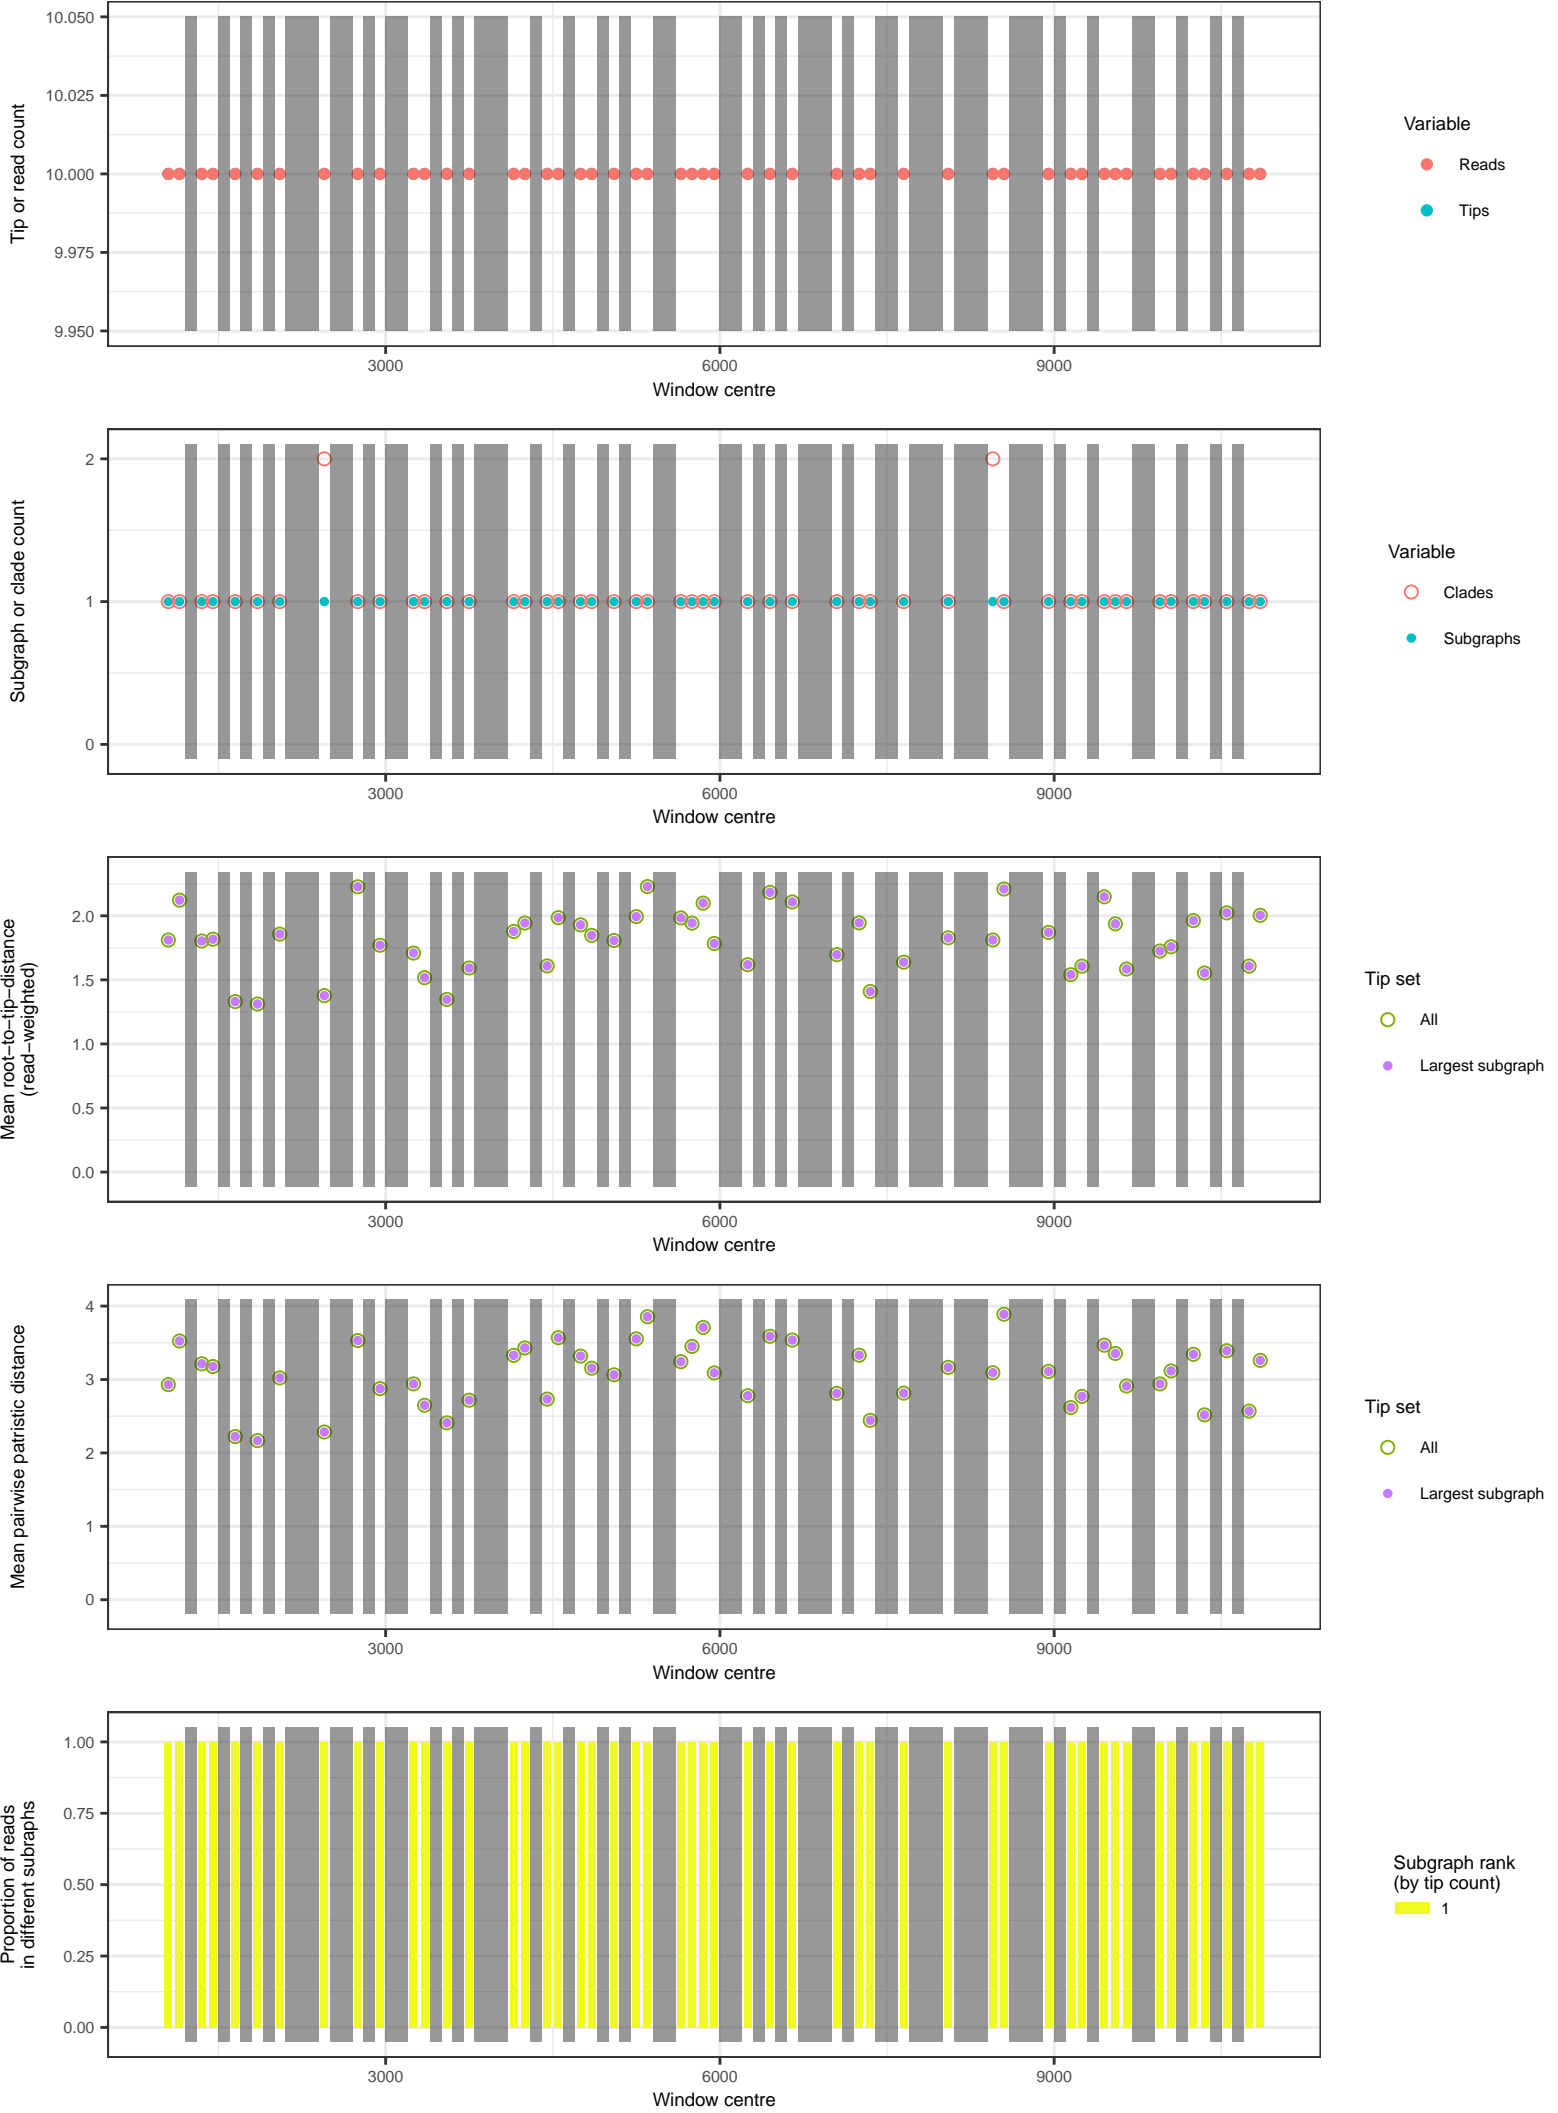 Tip or read count
10.050
10.025
10.000
9.975
9.950
3000 6000 9000
Window centre
Variable
Reads
Tips
Subgraph or clade count
2
1
0
3000 6000 9000
Window centre
Variable
Clades
Subgraphs
Mean root−to−tip−distance
(read−weighted)
2.0
1.5
1.0
0.5
0.0
3000 6000 9000
Window centre
Tip set
All
Largest subgraph
Mean pairwise patristic distance
4
3
2
1
0
3000 6000 9000
Window centre
Tip set
All
Largest subgraph
Proportion of reads
in different subraphs
1.00
0.75
0.50
0.25
0.00
3000 6000 9000
Window centre
Subgraph rank
(by tip count)
1